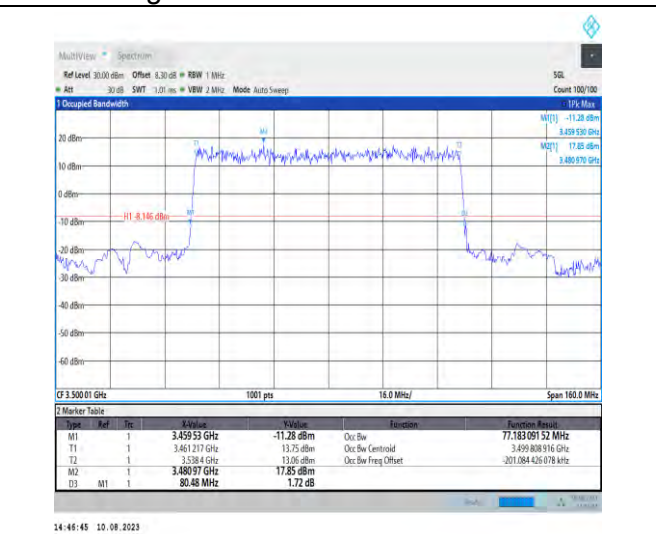 MultiView Spectrum
Ref Level 30.00 dBm Offset 8.30 dB RBW 1 MHz SGL
Att 30 dB SWT 1.01 ms VBW 2 MHz Mode Auto Sweep Count 100/100
1 Occupied Bandwidth 1Pk Max
M1[1] -11.28 dBm
3.459 530 GHz
M2[1] 17.85 dBm
3.480 970 GHz
20 dBm
10 dBm
0 dBm
-10 dBm
H1 -8.146 dBm
-20 dBm
-30 dBm
-40 dBm
-50 dBm
-60 dBm
CF 3.500 01 GHz 1001 pts 16.0 MHz/ Span 160.0 MHz
2 Marker Table
Type Ref Trc X-Value Y-Value Function Function Result
M1 1 3.459 53 GHz -11.28 dBm Occ Bw 77.183 091 52 MHz
T1 1 3.461 217 GHz 13.75 dBm Occ Bw Centroid 3.499 808 916 GHz
T2 1 3.538 4 GHz 13.06 dBm Occ Bw Freq Offset -201.084 426 078 kHz
M2 1 3.480 97 GHz 17.85 dBm
D3 M1 1 80.48 MHz 1.72 dB
14:46:45 10.08.2023